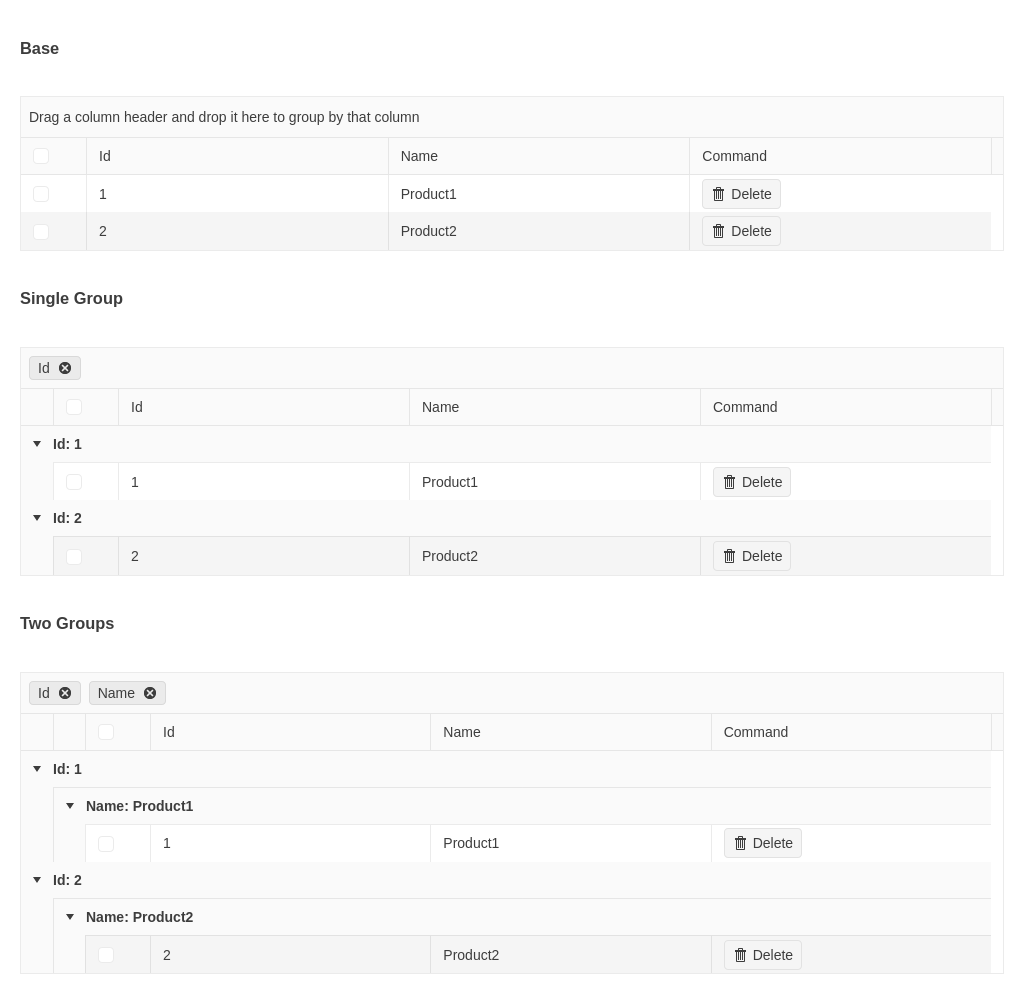 Base
Drag a column header and drop it here to group by that column
Id Name Command
1 Product1 Delete
2 Product2 Delete
Single Group
Id
Id Name Command
Id: 1
1 Product1 Delete
Id: 2
2 Product2 Delete
Two Groups
Id Name
Id Name Command
Id: 1
Name: Product1
1 Product1 Delete
Id: 2
Name: Product2
2 Product2 Delete